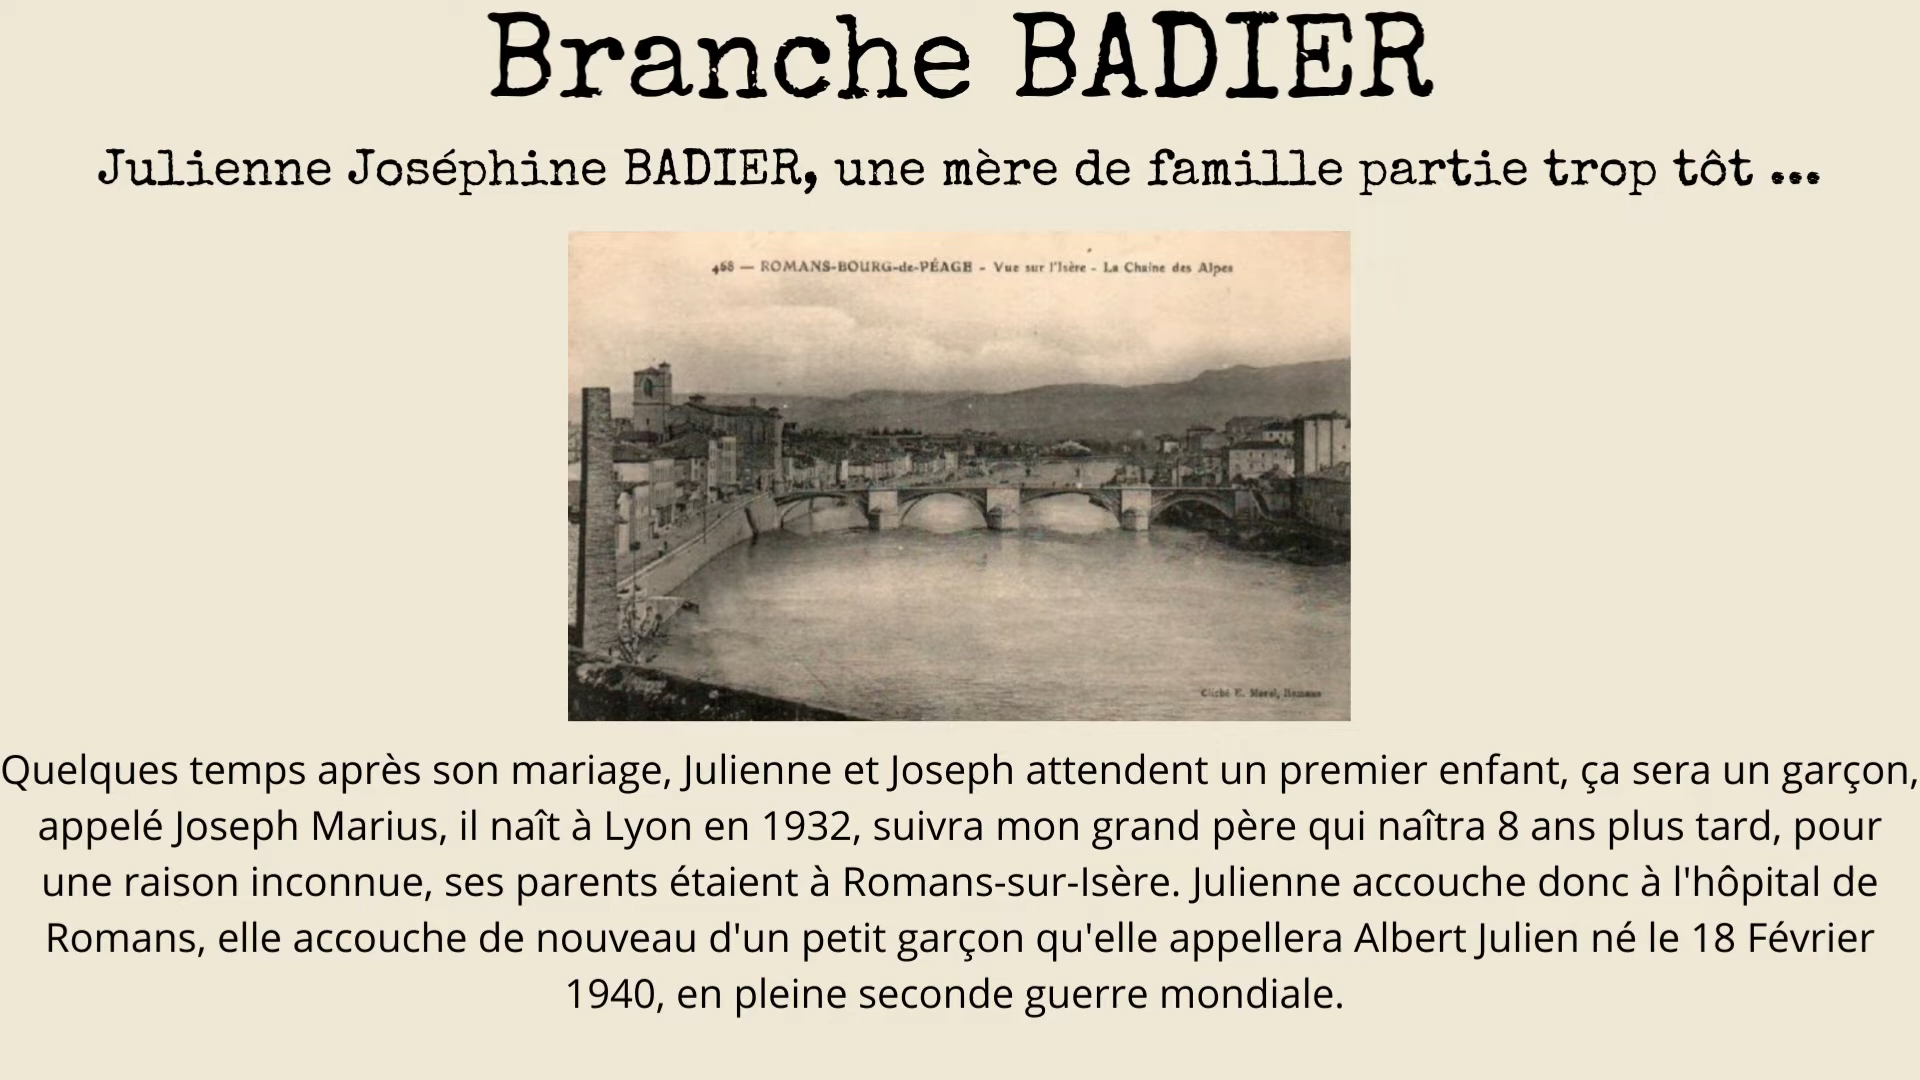 Branche BADIER
Julienne Joséphine BADIER, une mère de famille partie trop tôt ...
468 — ROMANS-BOURG-de-PÉAGE - Vue sur l'Isère - La Chaîne des Alpes
Cliché E. Morel, Romans
Quelques temps après son mariage, Julienne et Joseph attendent un premier enfant, ça sera un garçon,
appelé Joseph Marius, il naît à Lyon en 1932, suivra mon grand père qui naîtra 8 ans plus tard, pour
une raison inconnue, ses parents étaient à Romans-sur-Isère. Julienne accouche donc à l'hôpital de
Romans, elle accouche de nouveau d'un petit garçon qu'elle appellera Albert Julien né le 18 Février
1940, en pleine seconde guerre mondiale.